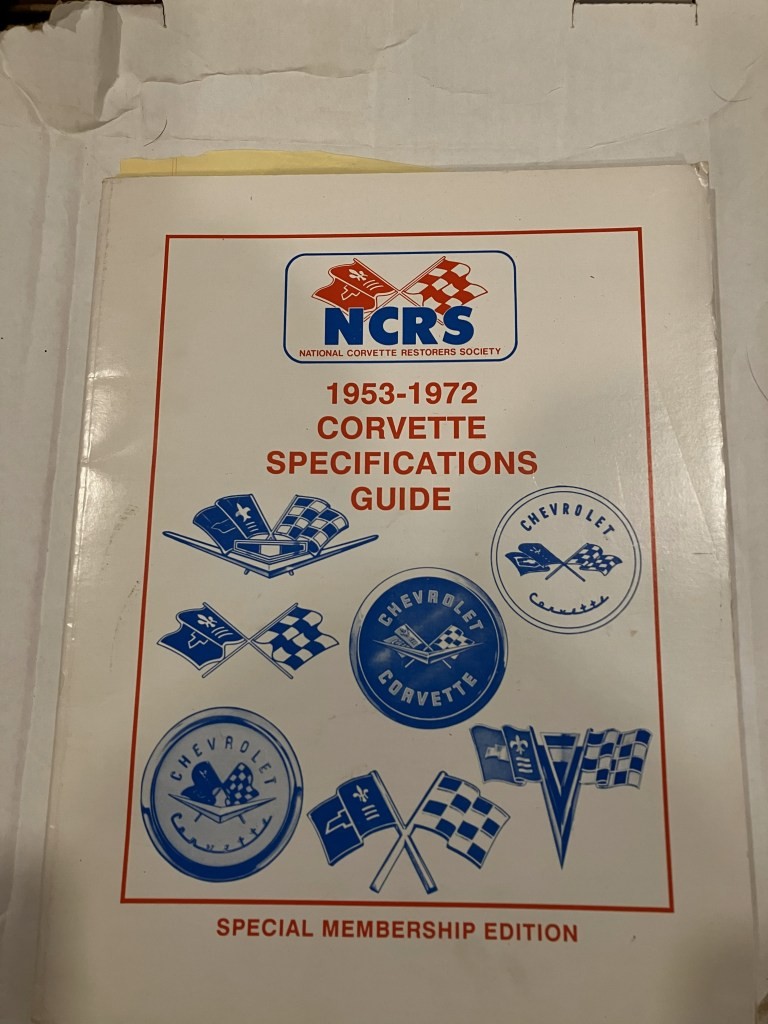 NCRS
NATIONAL CORVETTE RESTORERS SOCIETY
1953-1972
CORVETTE
SPECIFICATIONS
GUIDE
CHEVROLET
Corvette
CHEVROLET
CORVETTE
CHEVROLET
Corvette
SPECIAL MEMBERSHIP EDITION